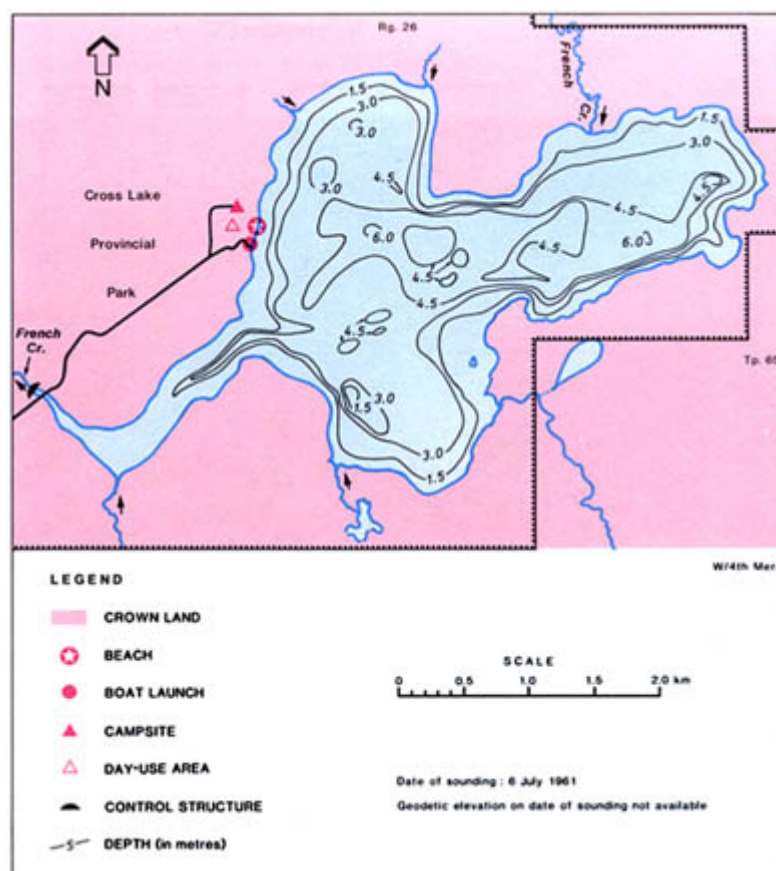 Rg. 26
French
Cr.
N
1.5
3.0
3.0
1.5
3.0
3.0
4.5
4.5
4.5
Cross Lake
Provincial
Park
6.0
6.0
4.5
4.5
4.5
4.5
French
Cr.
Tp. 65
3.0
1.5
3.0
1.5
W/4th Mer.
LEGEND
CROWN LAND
BEACH
BOAT LAUNCH
CAMPSITE
DAY-USE AREA
CONTROL STRUCTURE
5 DEPTH (in metres)
SCALE
0 0.5 1.0 1.5 2.0 km
Date of sounding : 6 July 1961
Geodetic elevation on date of sounding not available